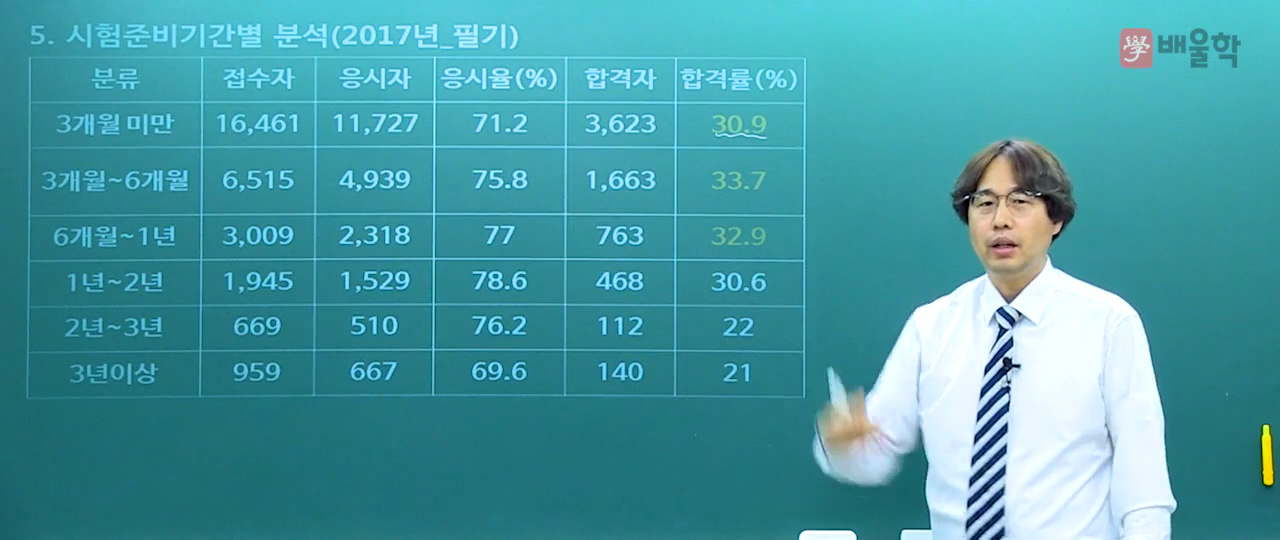 5. 시험준비기간별 분석(2017년_필기)
學 배울학
분류 접수자 응시자 응시율(%) 합격자 합격률(%)
3개월 미만 16,461 11,727 71.2 3,623 30.9
3개월~6개월 6,515 4,939 75.8 1,663 33.7
6개월~1년 3,009 2,318 77 763 32.9
1년~2년 1,945 1,529 78.6 468 30.6
2년~3년 669 510 76.2 112 22
3년이상 959 667 69.6 140 21